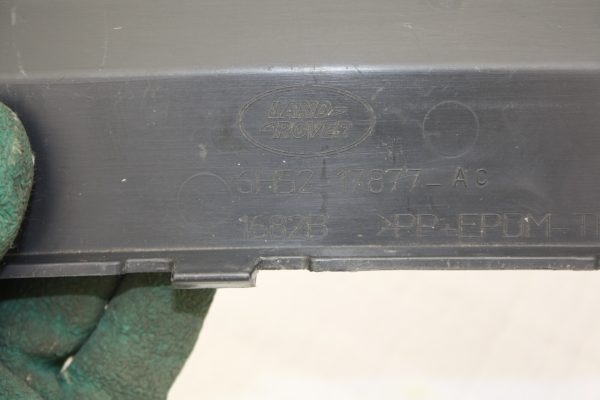 LAND-
ROVER
6H52-17877-AC
1682B >PP+EPDM-T